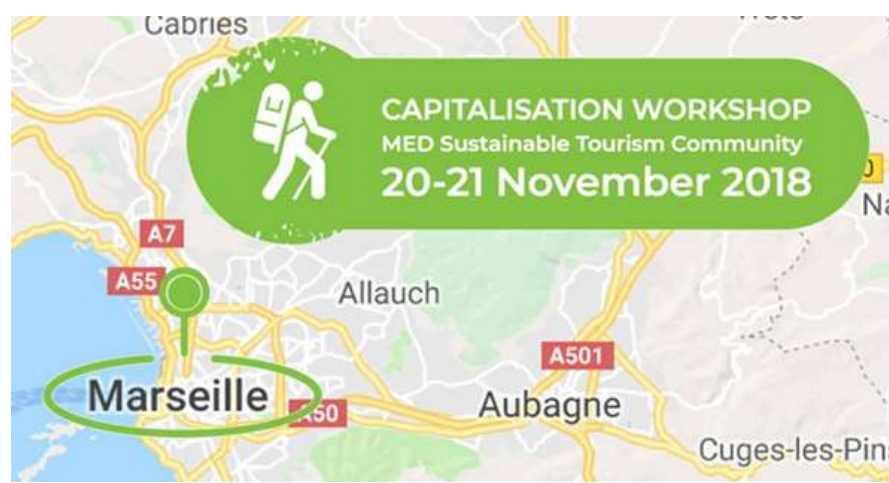 Cabries
CAPITALISATION WORKSHOP
MED Sustainable Tourism Community
20-21 November 2018
Na
A7
A55
Allauch
A501
Marseille
A50
Aubagne
Cuges-les-Pins